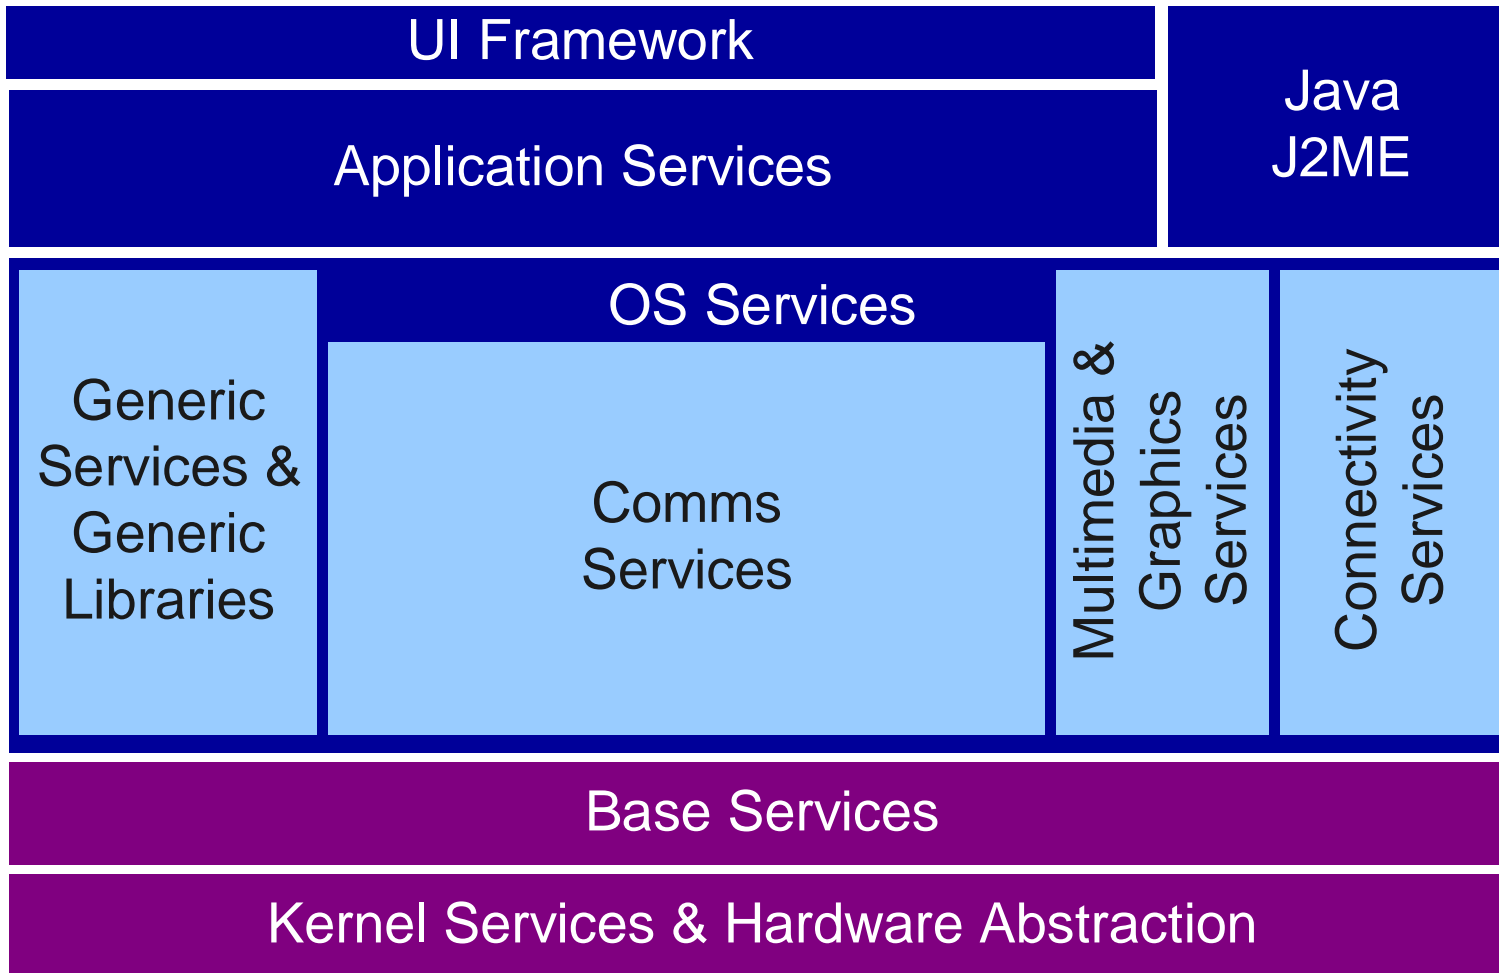 UI Framework
Application Services
Java
J2ME
OS Services
Generic
Services &
Generic
Libraries
Comms
Services
Multimedia &
Graphics
Services
Connectivity
Services
Base Services
Kernel Services & Hardware Abstraction